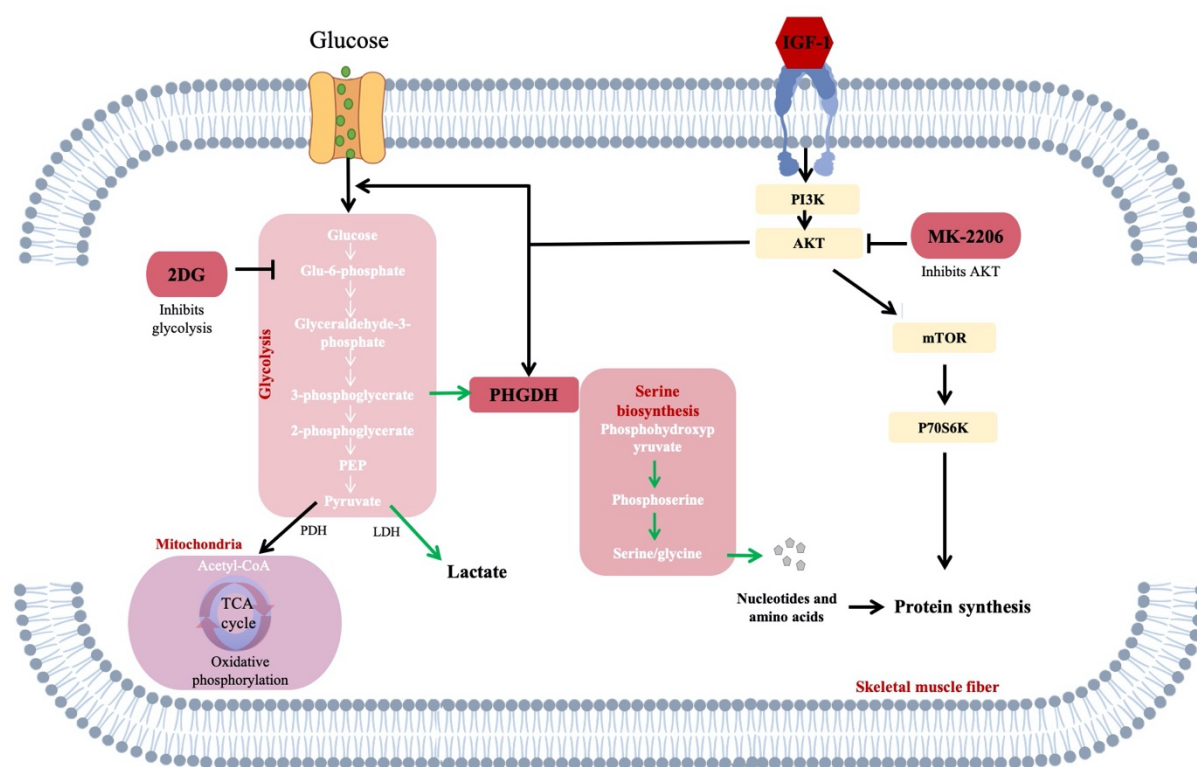 Glucose
IGF-1
PI3K
AKT
MK-2206
Inhibits AKT
mTOR
P70S6K
2DG
Inhibits
glycolysis
Glycolysis
Glucose
Glu-6-phosphate
Glyceraldehyde-3-
phosphate
3-phosphoglycerate
2-phosphoglycerate
PEP
Pyruvate
PHGDH
Serine
biosynthesis
Phosphohydroxyp
yruvate
Phosphoserine
Serine/glycine
PDH
LDH
Lactate
Mitochondria
Acetyl-CoA
TCA
cycle
Oxidative
phosphorylation
Nucleotides and
amino acids
Protein synthesis
Skeletal muscle fiber